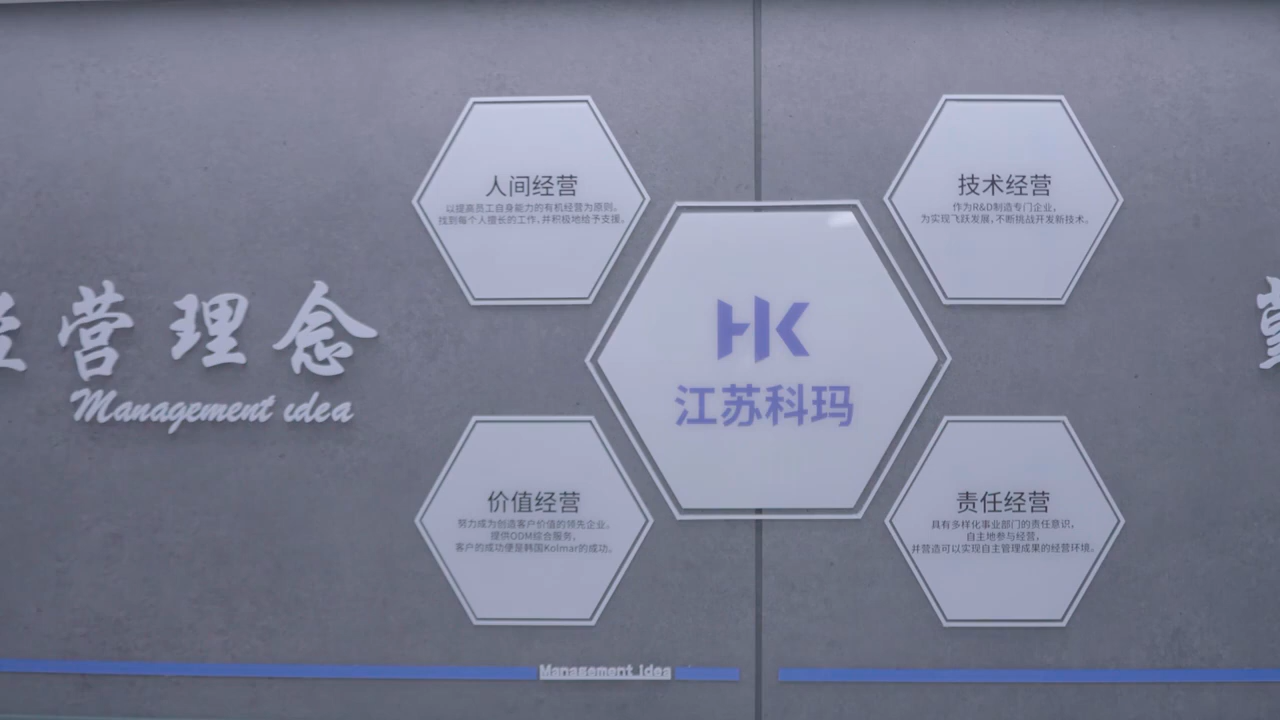 经营理念
Management idea
人间经营
以提高员工自身能力的有机经营为原则。
找到每个人擅长的工作，并积极地给予支援。
技术经营
作为R&D制造专门企业，
为实现飞跃发展，不断挑战开发新技术。
HK
江苏科玛
价值经营
努力成为创造客户价值的领先企业。
提供ODM综合服务，
客户的成功便是韩国Kolmar的成功。
责任经营
具有多样化事业部门的责任意识，
自主地参与经营，
并营造可以实现自主管理成果的经营环境。
Management idea